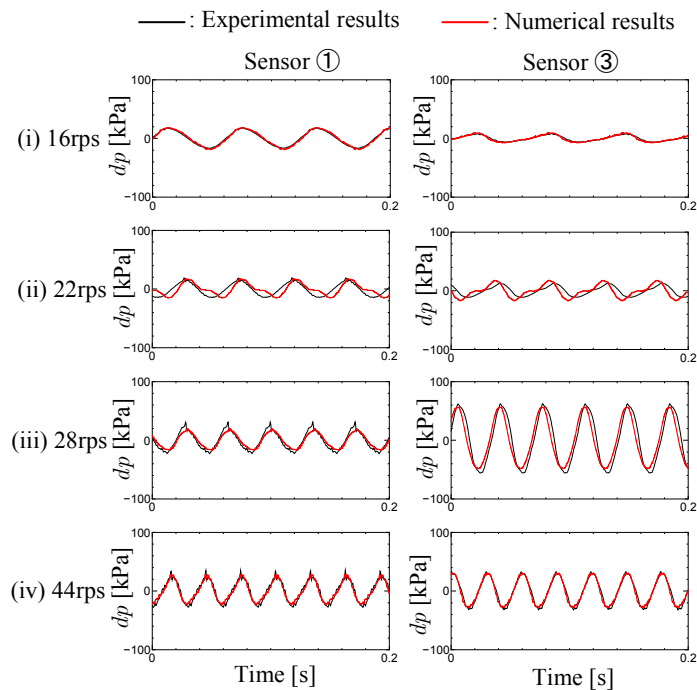 : Experimental results : Numerical results
Sensor ① Sensor ③
(i) 16rps
dp [kPa] 100 0 −100 0 0.2
dp [kPa] 100 0 −100 0 0.2
(ii) 22rps
dp [kPa] 100 0 −100 0 0.2
dp [kPa] 100 0 −100 0 0.2
(iii) 28rps
dp [kPa] 100 0 −100 0 0.2
dp [kPa] 100 0 −100 0 0.2
(iv) 44rps
dp [kPa] 100 0 −100 0 0.2
dp [kPa] 100 0 −100 0 0.2
Time [s] Time [s]